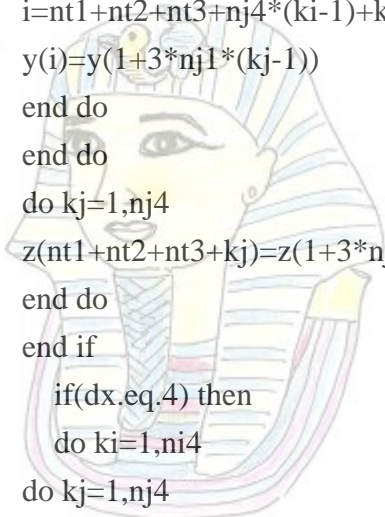 i=nt1+nt2+nt3+nj4*(ki-1)+k
y(i)=y(1+3*nj1*(kj-1))
end do
end do
do kj=1,nj4
z(nt1+nt2+nt3+kj)=z(1+3*nj
end do
end if
if(dx.eq.4) then
do ki=1,ni4
do kj=1,nj4